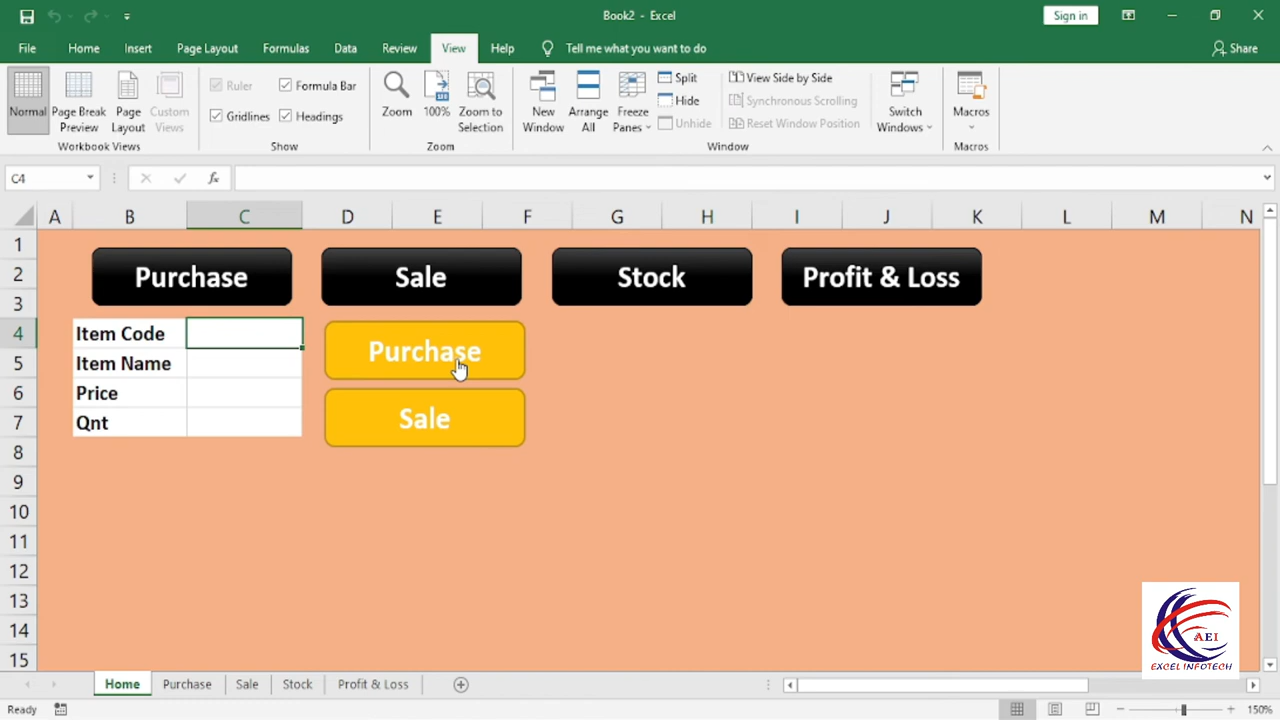 Book2 - Excel
Sign in
File Home Insert Page Layout Formulas Data Review View Help Tell me what you want to do Share
Normal Page Break Preview Page Layout Custom Views
Workbook Views
Ruler Formula Bar
Gridlines Headings
Show
Zoom 100% Zoom to Selection
Zoom
New Window Arrange All Freeze Panes
Split
Hide
Unhide
View Side by Side
Synchronous Scrolling
Reset Window Position
Switch Windows
Window
Macros
Macros
C4 fx
A B C D E F G H I J K L M N
1
2 Purchase Sale Stock Profit & Loss
3
4 Item Code Purchase
5 Item Name
6 Price
7 Qnt Sale
8
9
10
11
12
13
14
15
AEI
EXCEL INFOTECH
Home Purchase Sale Stock Profit & Loss
Ready 150%